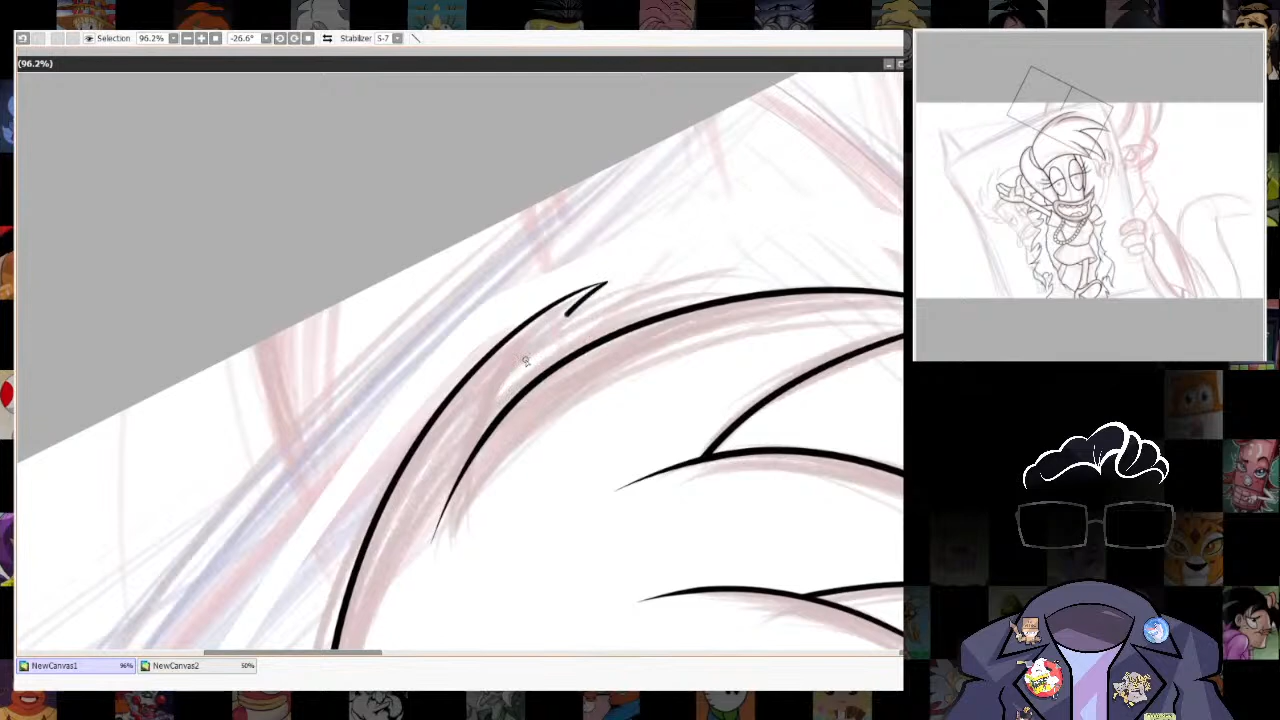 Selection 96.2% -26.6° Stabilizer S-7
(96.2%)
NewCanvas1 96% NewCanvas2 50%